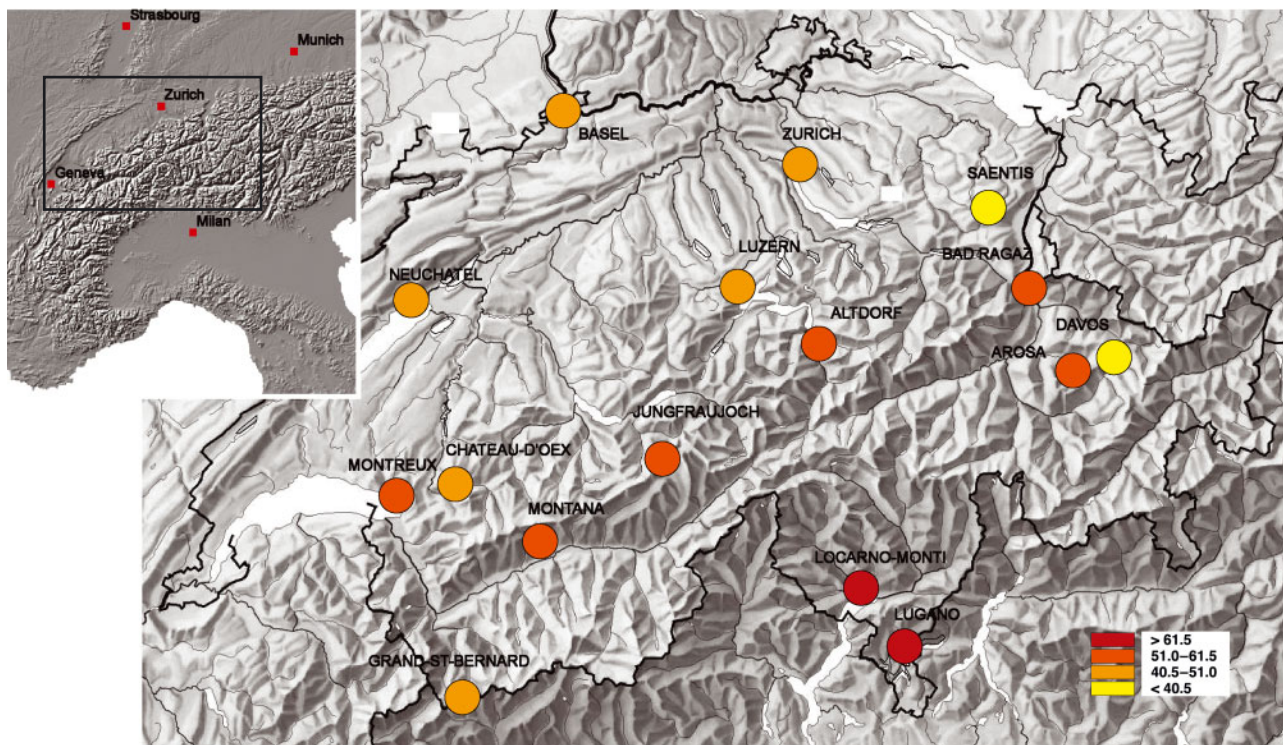 Strasbourg
Munich
Zurich
Geneva
Milan
BASEL
ZURICH
SAENTIS
LUZERN
BAD RAGAZ
NEUCHATEL
ALTDORF
DAVOS
AROSA
JUNGFRAUJOCH
CHATEAU-D'OEX
MONTREUX
MONTANA
LOCARNO-MONTI
LUGANO
GRAND-ST-BERNARD
> 61.5
51.0–61.5
40.5–51.0
< 40.5